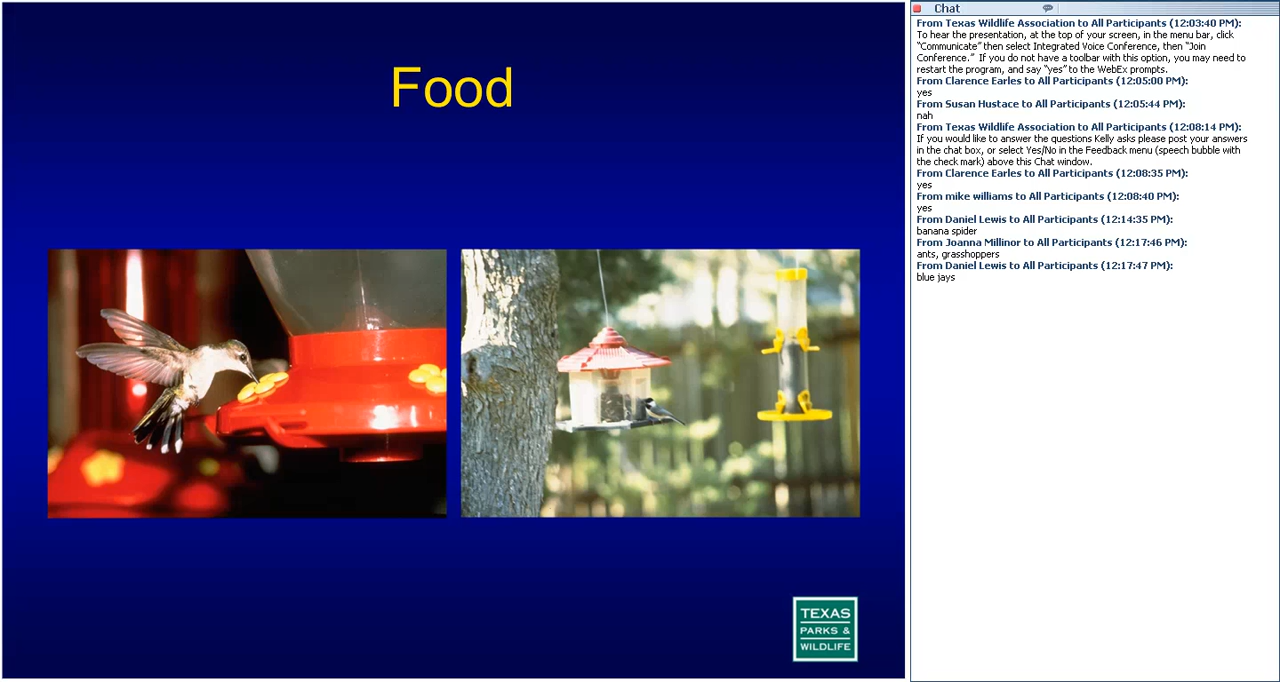 Food
TEXAS
PARKS &
WILDLIFE
Chat
From Texas Wildlife Association to All Participants (12:03:40 PM):
To hear the presentation, at the top of your screen, in the menu bar, click
"Communicate" then select Integrated Voice Conference, then "Join
Conference." If you do not have a toolbar with this option, you may need to
restart the program, and say "yes" to the WebEx prompts.
From Clarence Earles to All Participants (12:05:00 PM):
yes
From Susan Hustace to All Participants (12:05:44 PM):
nah
From Texas Wildlife Association to All Participants (12:08:14 PM):
If you would like to answer the questions Kelly asks please post your answers
in the chat box, or select Yes/No in the Feedback menu (speech bubble with
the check mark) above this Chat window.
From Clarence Earles to All Participants (12:08:35 PM):
yes
From mike williams to All Participants (12:08:40 PM):
yes
From Daniel Lewis to All Participants (12:14:35 PM):
banana spider
From Joanna Millinor to All Participants (12:17:46 PM):
ants, grasshoppers
From Daniel Lewis to All Participants (12:17:47 PM):
blue jays